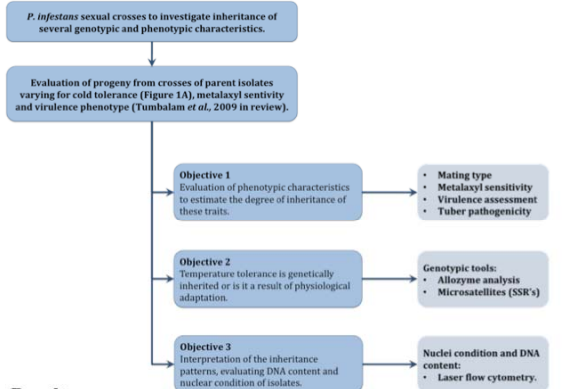 P. infestans sexual crosses to investigate inheritance of
several genotypic and phenotypic characteristics.
Evaluation of progeny from crosses of parent isolates
varying for cold tolerance (Figure 1A), metalaxyl sentivity
and virulence phenotype (Tumbalam et al., 2009 in review).
Objective 1
Evaluation of phenotypic characteristics
to estimate the degree of inheritance of
these traits.
• Mating type
• Metalaxyl sensitivity
• Virulence assessment
• Tuber pathogenicity
Objective 2
Temperature tolerance is genetically
inherited or is it a result of physiological
adaptation.
Genotypic tools:
• Allozyme analysis
• Microsatellites (SSR's)
Objective 3
Interpretation of the inheritance
patterns, evaluating DNA content and
nuclear condition of isolates.
Nuclei condition and DNA
content:
• Laser flow cytometry.